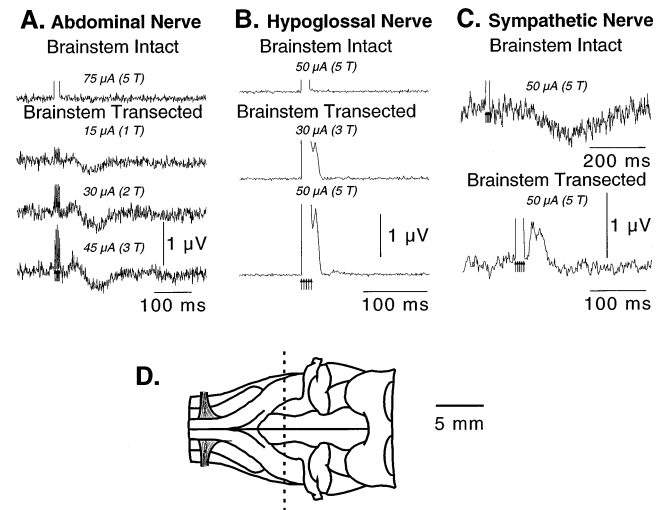 A. Abdominal Nerve
Brainstem Intact
75 μA (5 T)
Brainstem Transected
15 μA (1 T)
30 μA (2 T)
45 μA (3 T)
1 μV
100 ms
B. Hypoglossal Nerve
Brainstem Intact
50 μA (5 T)
Brainstem Transected
30 μA (3 T)
50 μA (5 T)
1 μV
100 ms
C. Sympathetic Nerve
Brainstem Intact
50 μA (5 T)
200 ms
Brainstem Transected
50 μA (5 T)
1 μV
100 ms
D.
5 mm